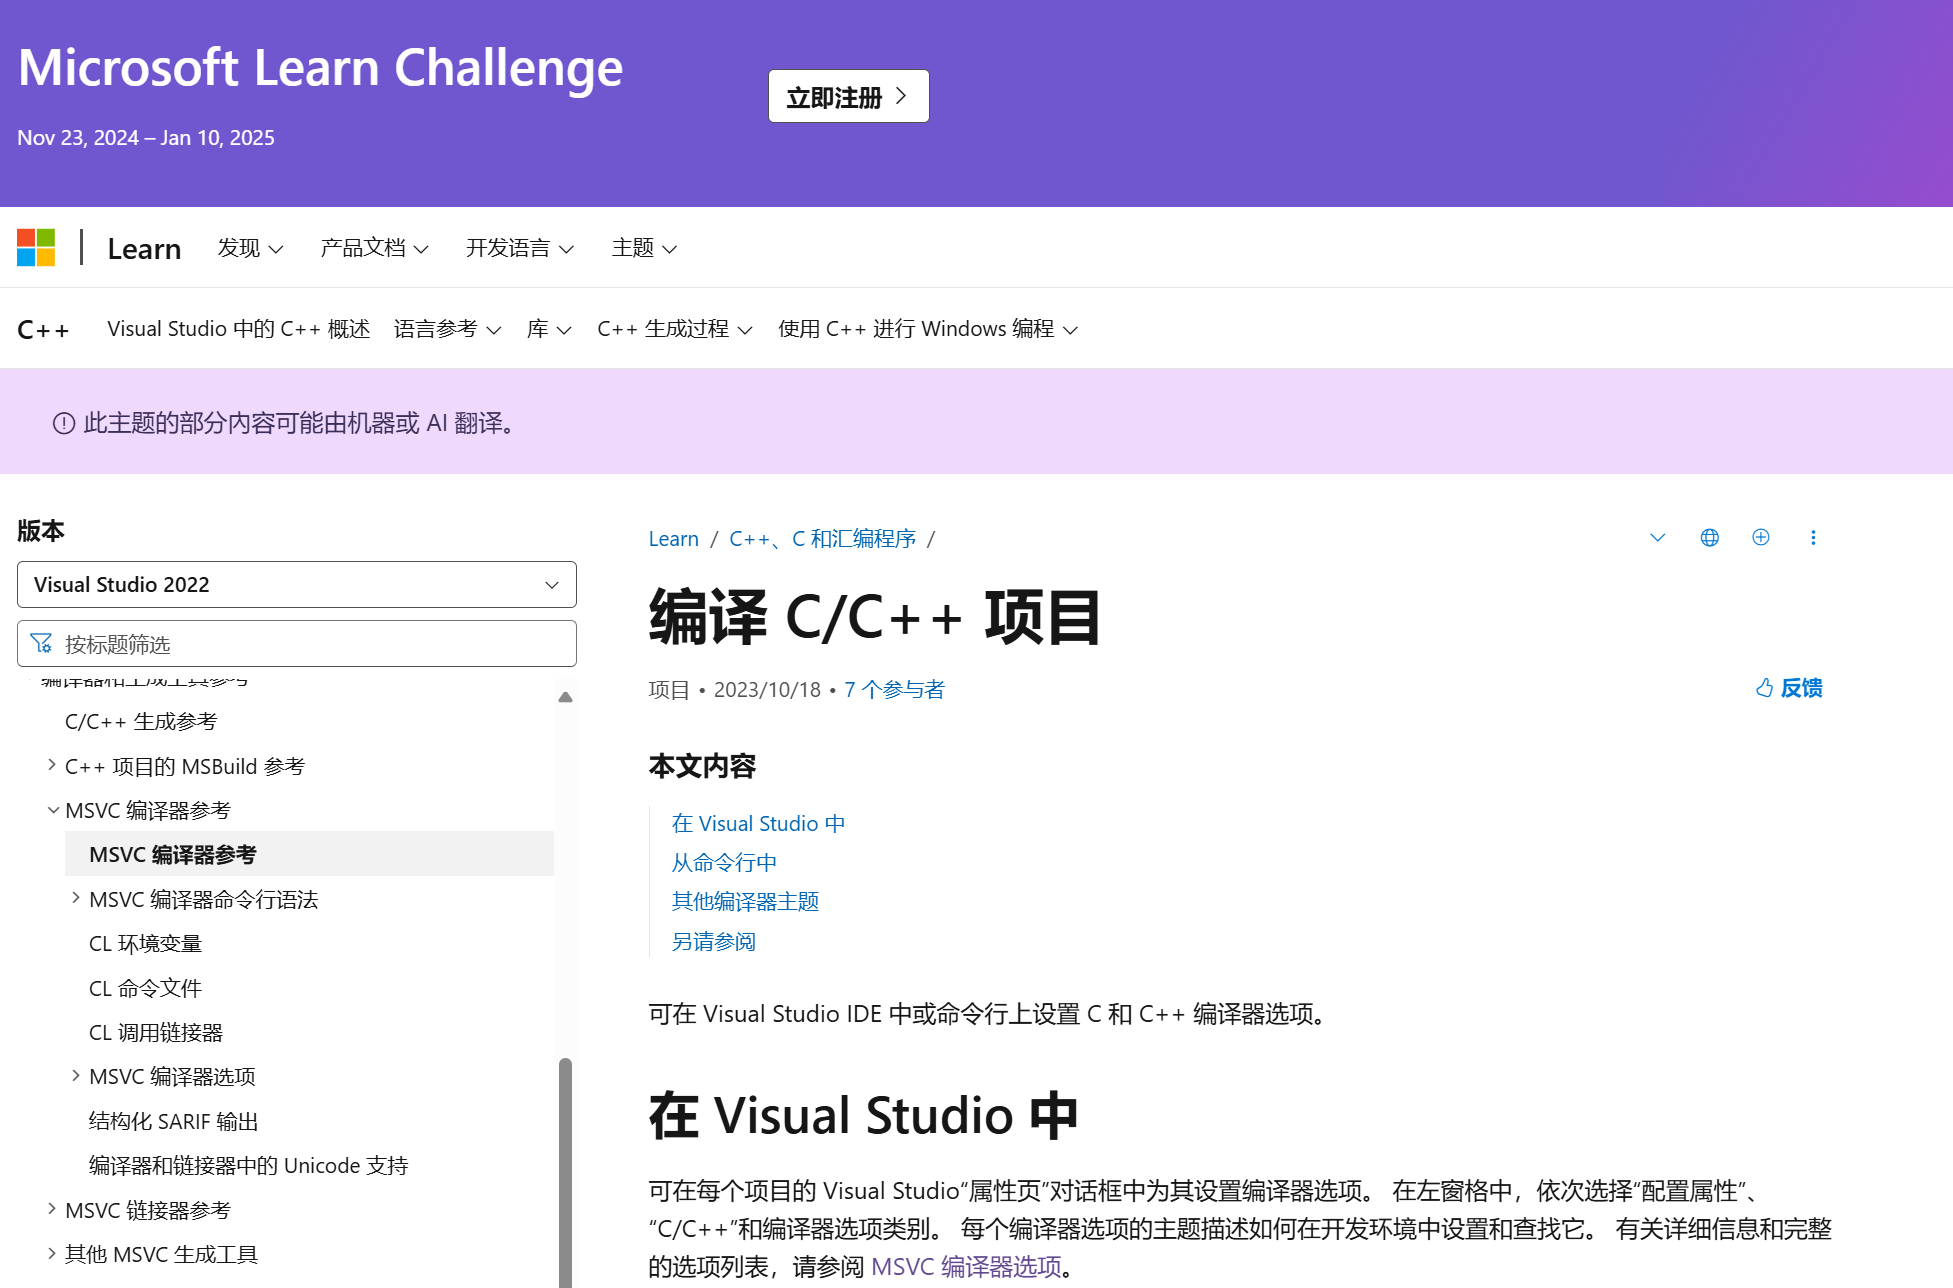 Microsoft Learn Challenge
立即注册
Nov 23, 2024 – Jan 10, 2025
Learn 发现 产品文档 开发语言 主题
C++ Visual Studio 中的 C++ 概述 语言参考 库 C++ 生成过程 使用 C++ 进行 Windows 编程
此主题的部分内容可能由机器或 AI 翻译。
版本
Visual Studio 2022
按标题筛选
编译器和生成工具参考
C/C++ 生成参考
C++ 项目的 MSBuild 参考
MSVC 编译器参考
MSVC 编译器参考
MSVC 编译器命令行语法
CL 环境变量
CL 命令文件
CL 调用链接器
MSVC 编译器选项
结构化 SARIF 输出
编译器和链接器中的 Unicode 支持
MSVC 链接器参考
其他 MSVC 生成工具
Learn / C++、C 和汇编程序 /
编译 C/C++ 项目
项目 • 2023/10/18 • 7 个参与者
反馈
本文内容
在 Visual Studio 中
从命令行中
其他编译器主题
另请参阅
可在 Visual Studio IDE 中或命令行上设置 C 和 C++ 编译器选项。
在 Visual Studio 中
可在每个项目的 Visual Studio“属性页”对话框中为其设置编译器选项。 在左窗格中，依次选择“配置属性”、
“C/C++”和编译器选项类别。 每个编译器选项的主题描述如何在开发环境中设置和查找它。 有关详细信息和完整
的选项列表，请参阅 MSVC 编译器选项。